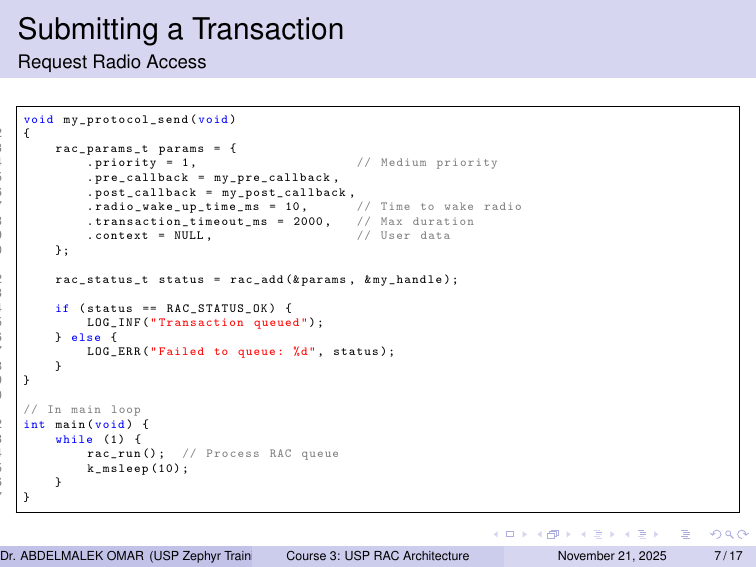 Submitting a Transaction
Request Radio Access
void my_protocol_send(void)
{
    rac_params_t params = {
        .priority = 1,                    // Medium priority
        .pre_callback = my_pre_callback,
        .post_callback = my_post_callback,
        .radio_wake_up_time_ms = 10,      // Time to wake radio
        .transaction_timeout_ms = 2000,   // Max duration
        .context = NULL,                  // User data
    };

    rac_status_t status = rac_add(&params, &my_handle);

    if (status == RAC_STATUS_OK) {
        LOG_INF("Transaction queued");
    } else {
        LOG_ERR("Failed to queue: %d", status);
    }
}

// In main loop
int main(void) {
    while (1) {
        rac_run();  // Process RAC queue
        k_msleep(10);
    }
}
Dr. ABDELMALEK OMAR (USP Zephyr Train
Course 3: USP RAC Architecture
November 21, 2025
7 / 17